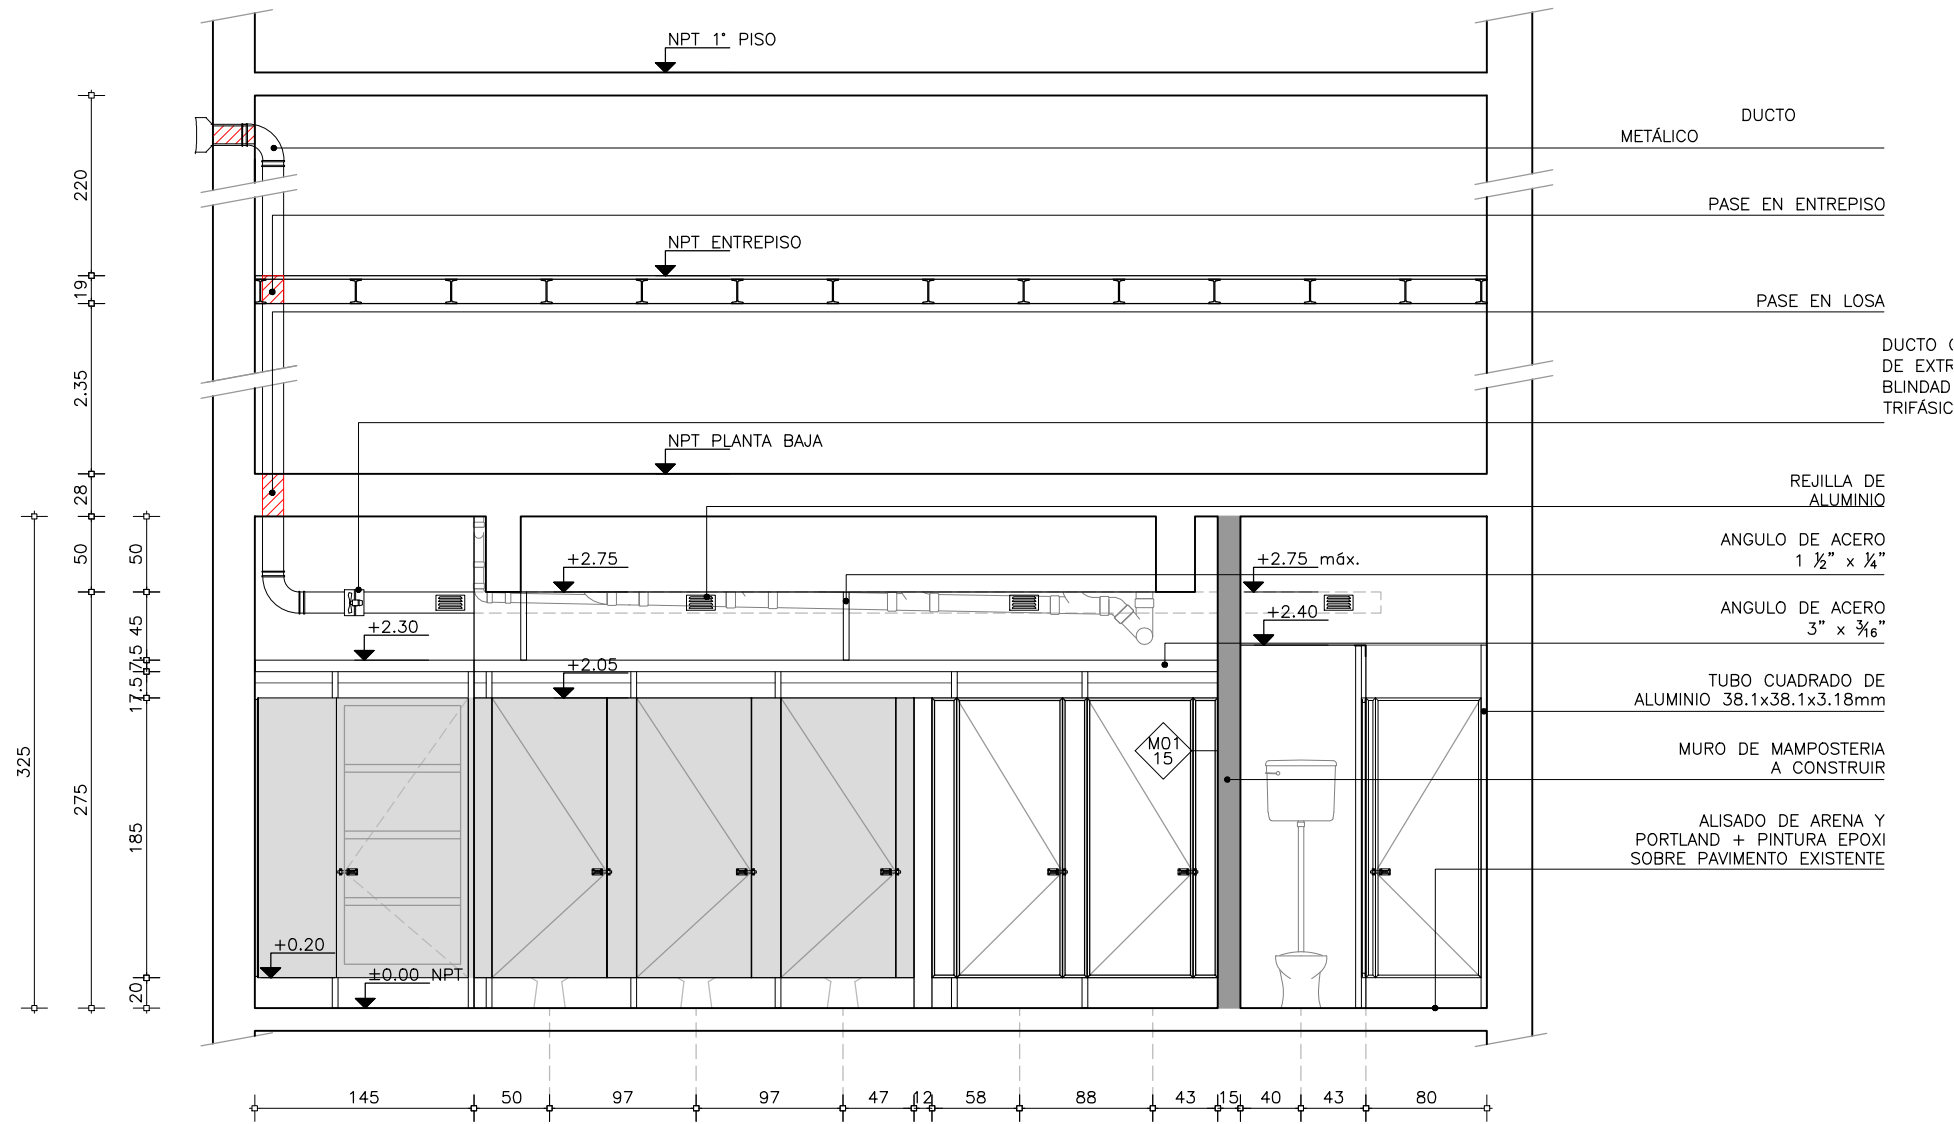 NPT 1° PISO
DUCTO
METÁLICO
220
PASE EN ENTREPISO
NPT ENTREPISO
19
PASE EN LOSA
2.35
DUCTO
DE EXTR
BLINDAD
TRIFÁSIC
NPT PLANTA BAJA
28
REJILLA DE
ALUMINIO
50
50
+2.75
+2.75 máx.
ANGULO DE ACERO
1 ½” x ¼”
+2.30
+2.40
45
ANGULO DE ACERO
3” x 3⁄16”
7.5
+2.05
17.5
TUBO CUADRADO DE
ALUMINIO 38.1x38.1x3.18mm
325
275
185
M01
15
MURO DE MAMPOSTERIA
A CONSTRUIR
ALISADO DE ARENA Y
PORTLAND + PINTURA EPOXI
SOBRE PAVIMENTO EXISTENTE
+0.20
±0.00 NPT
20
145 50 97 97 47 12 58 88 43 15 40 43 80